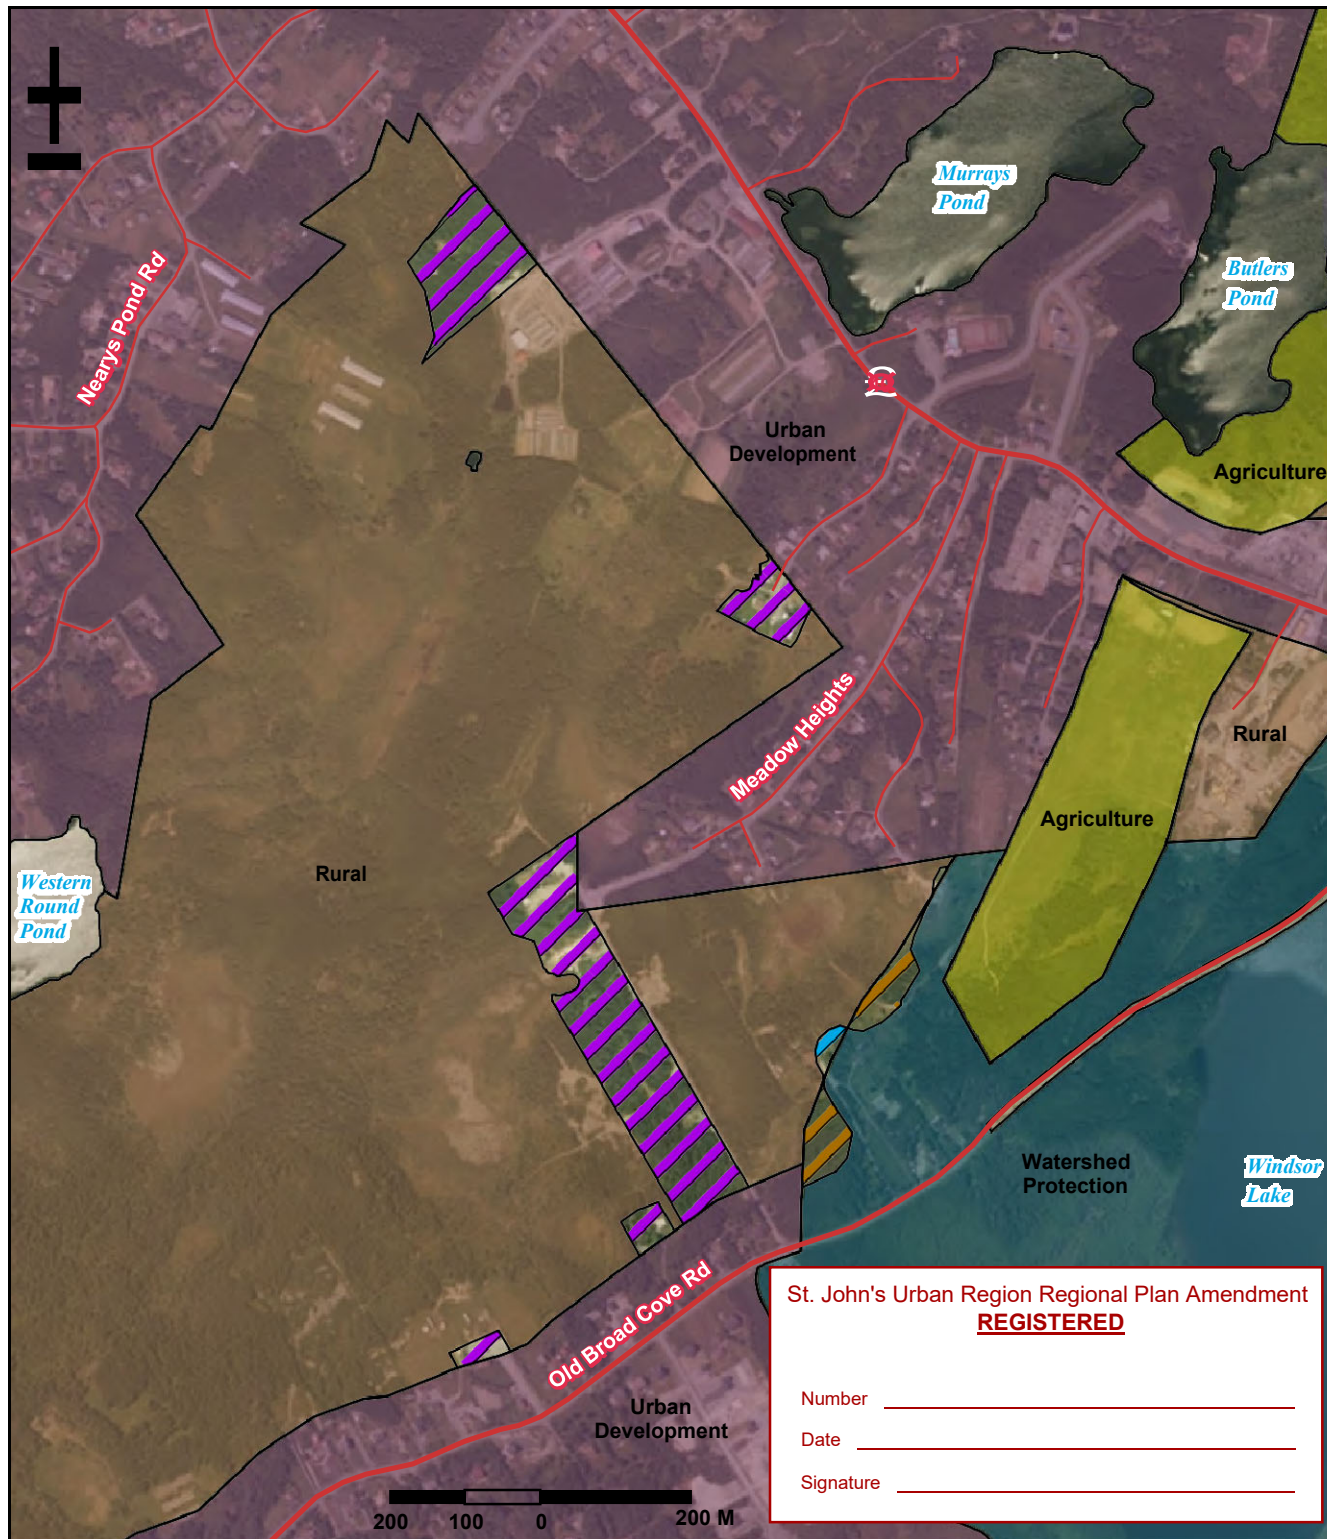 Murrays
Pond
Butlers
Pond
Nearys Pond Rd
Urban
Development
Agriculture
Meadow Heights
Rural
Agriculture
Rural
Western
Round
Pond
Watershed
Protection
Windsor
Lake
Old Broad Cove Rd
Urban
Development
200 100 0 200 M
St. John's Urban Region Regional Plan Amendment
REGISTERED
Number
Date
Signature